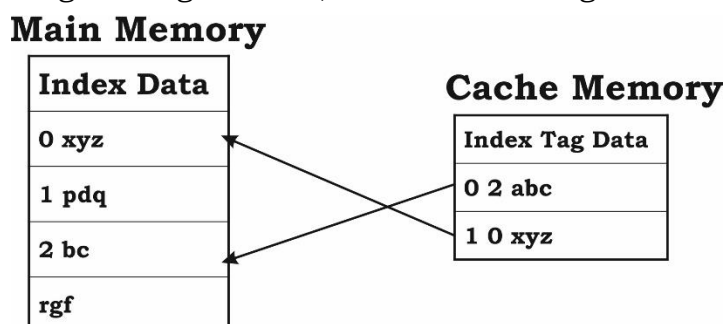 Main Memory
Index Data
0 xyz
1 pdq
2 bc
rgf
Cache Memory
Index Tag Data
0 2 abc
1 0 xyz